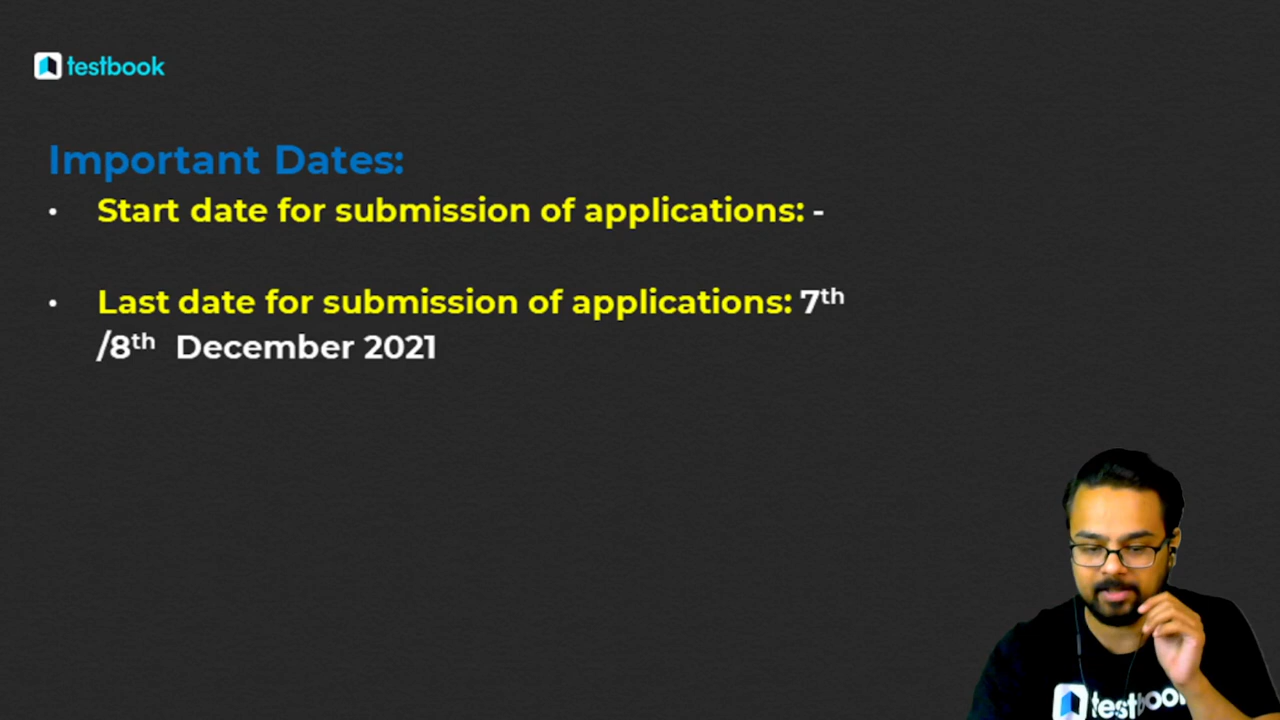 testbook
Important Dates:
• Start date for submission of applications: -
• Last date for submission of applications: 7th
/8th December 2021
testbook